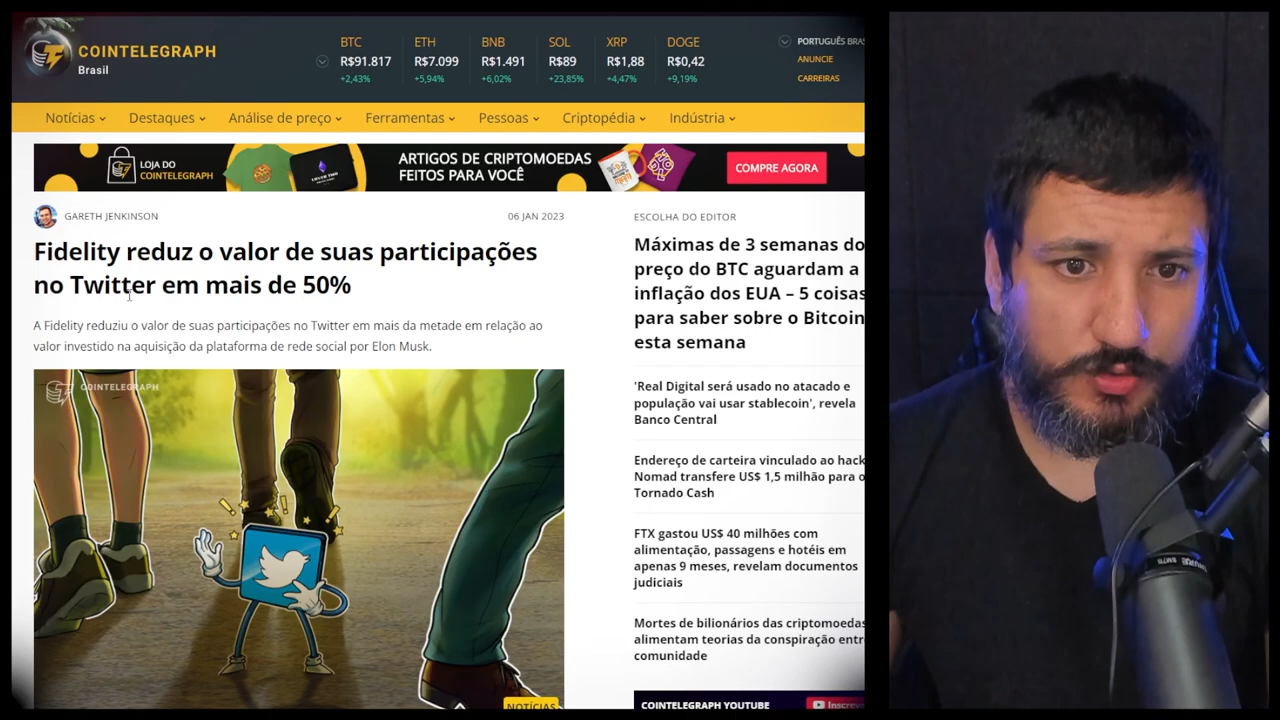 COINTELEGRAPH
Brasil
BTC ETH BNB SOL XRP DOGE
R$91.817 R$7.099 R$1.491 R$89 R$1,88 R$0,42
+2,43% +5,94% +6,02% +23,85% +4,47% +9,19%
PORTUGUÊS BRAS
ANUNCIE
CARREIRAS
Notícias Destaques Análise de preço Ferramentas Pessoas Criptopédia Indústria
LOJA DO
COINTELEGRAPH
ARTIGOS DE CRIPTOMOEDAS
FEITOS PARA VOCÊ
COMPRE AGORA
GARETH JENKINSON
06 JAN 2023
Fidelity reduz o valor de suas participações
no Twitter em mais de 50%
A Fidelity reduziu o valor de suas participações no Twitter em mais da metade em relação ao
valor investido na aquisição da plataforma de rede social por Elon Musk.
COINTELEGRAPH
NOTÍCIAS
ESCOLHA DO EDITOR
Máximas de 3 semanas do
preço do BTC aguardam a
inflação dos EUA – 5 coisas
para saber sobre o Bitcoin
esta semana
'Real Digital será usado no atacado e
população vai usar stablecoin', revela
Banco Central
Endereço de carteira vinculado ao hack
Nomad transfere US$ 1,5 milhão para o
Tornado Cash
FTX gastou US$ 40 milhões com
alimentação, passagens e hotéis em
apenas 9 meses, revelam documentos
judiciais
Mortes de bilionários das criptomoedas
alimentam teorias da conspiração entre
comunidade
COINTELEGRAPH YOUTUBE